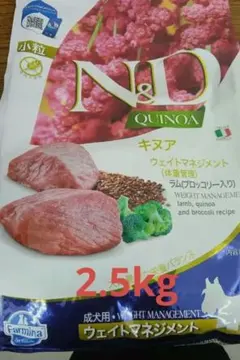 小粒
N&D
QUINOA
キヌア
ウェイトマネジメント
(体重管理)
ラム(ブロッコリー入り)
WEIGHT MANAGEMENT
lamb, quinoa
and broccoli recipe
2.5kg
成犬用・WEIGHT MANAGEMENT
Farmina
ウェイトマネジメント